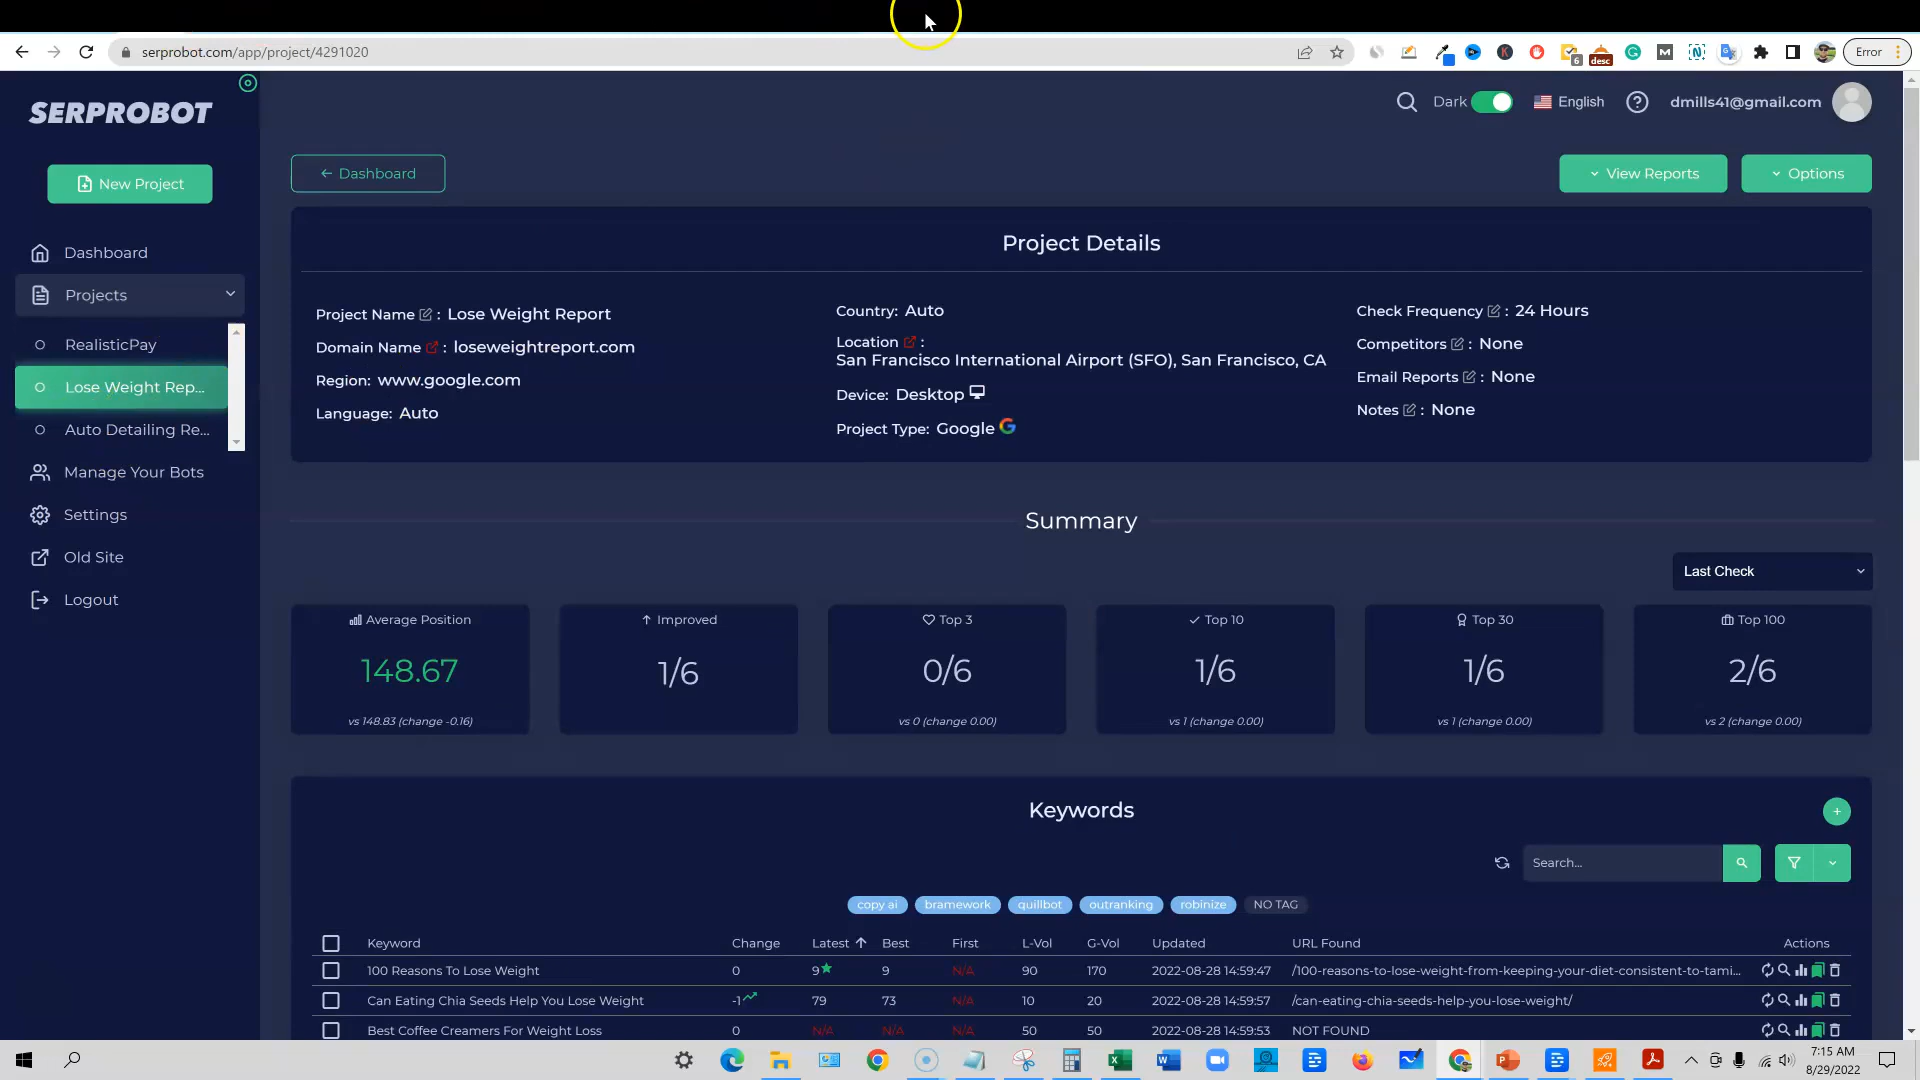 serprobot.com/app/project/4291020
6
desc
Error
SERPROBOT
Dark
English
dmills41@gmail.com
New Project
Dashboard
View Reports
Options
Dashboard
Projects
RealisticPay
Lose Weight Rep...
Auto Detailing Re...
Manage Your Bots
Settings
Old Site
Logout
Project Details
Project Name : Lose Weight Report
Domain Name : loseweightreport.com
Region: www.google.com
Language: Auto
Country: Auto
Location :
San Francisco International Airport (SFO), San Francisco, CA
Device: Desktop
Project Type: Google
Check Frequency : 24 Hours
Competitors : None
Email Reports : None
Notes : None
Summary
Last Check
Average Position
148.67
vs 148.83 (change -0.16)
Improved
1/6
Top 3
0/6
vs 0 (change 0.00)
Top 10
1/6
vs 1 (change 0.00)
Top 30
1/6
vs 1 (change 0.00)
Top 100
2/6
vs 2 (change 0.00)
Keywords
Search...
copy ai bramework quillbot outranking robinize NO TAG
Keyword Change Latest Best First L-Vol G-Vol Updated URL Found Actions
100 Reasons To Lose Weight 0 9 9 N/A 90 170 2022-08-28 14:59:47 /100-reasons-to-lose-weight-from-keeping-your-diet-consistent-to-tami...
Can Eating Chia Seeds Help You Lose Weight -1 79 73 N/A 10 20 2022-08-28 14:59:57 /can-eating-chia-seeds-help-you-lose-weight/
Best Coffee Creamers For Weight Loss 0 N/A N/A N/A 50 50 2022-08-28 14:59:53 NOT FOUND
7:15 AM
8/29/2022